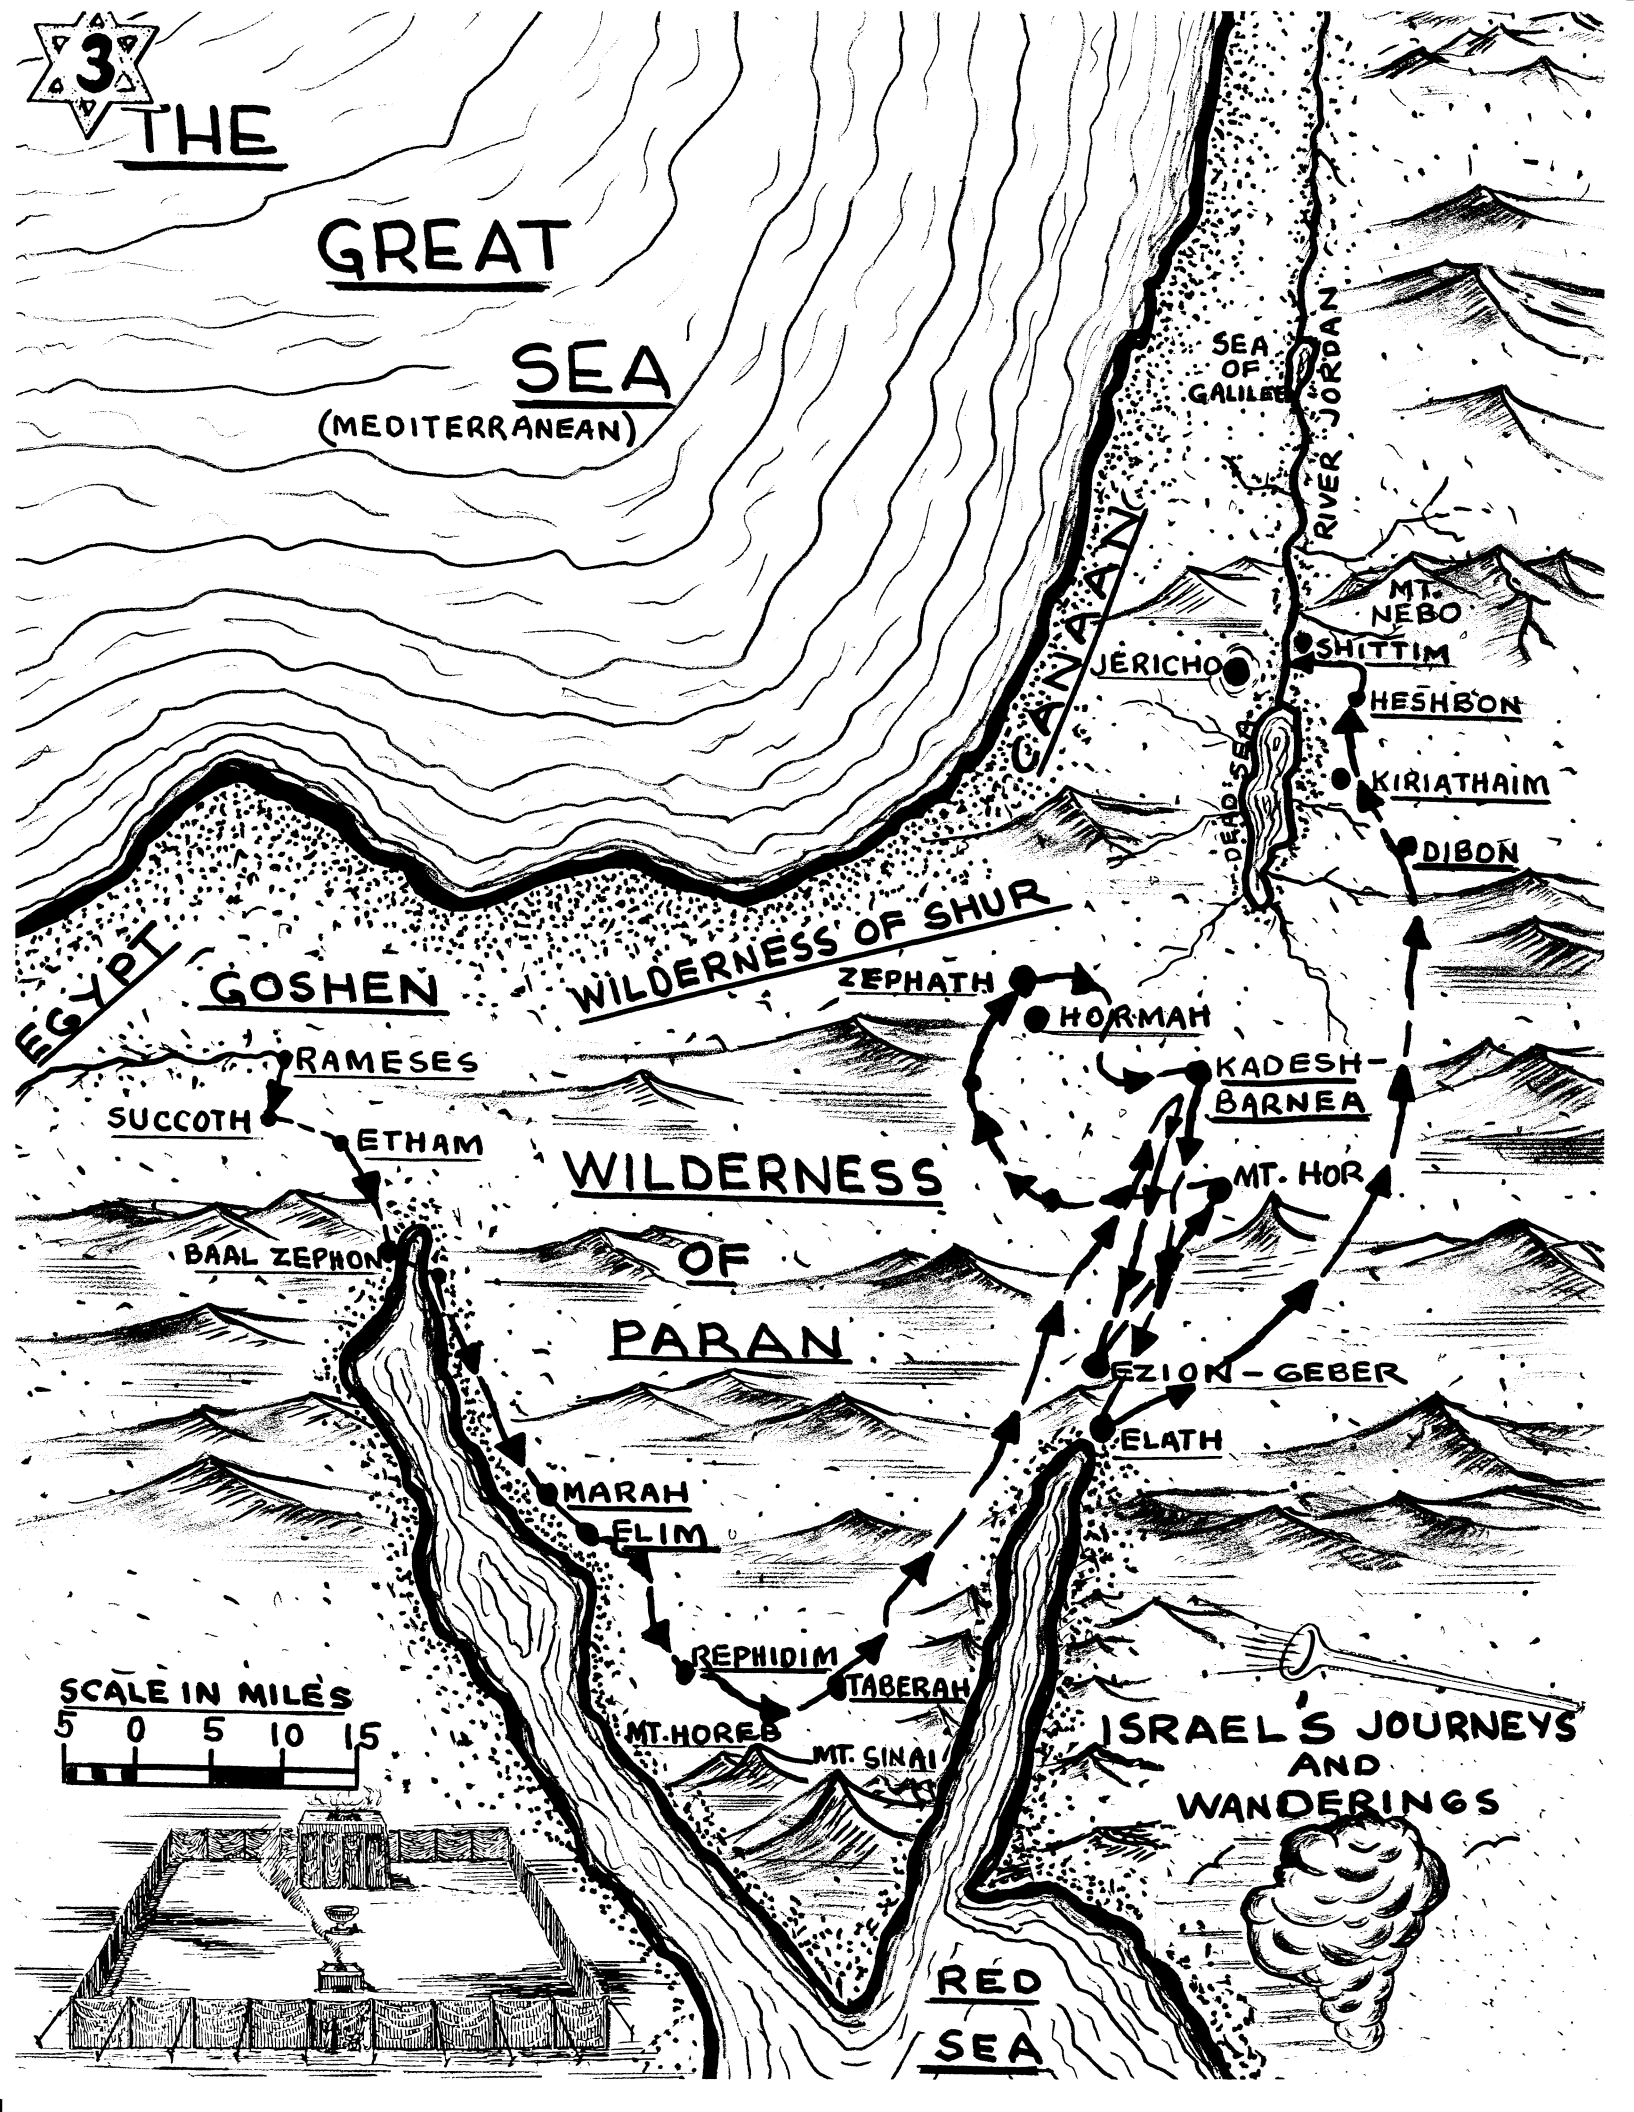 3
THE
GREAT
SEA
(MEDITERRANEAN)
SEA
OF
GALILEE
RIVER JORDAN
CANAAN
MT.
NEBO
SHITTIM
JERICHO
HESHBON
DEAD SEA
KIRIATHAIM
DIBON
EGYPT
GOSHEN
WILDERNESS OF SHUR
ZEPHATH
HORMAH
RAMESES
KADESH-
BARNEA
SUCCOTH
ETHAM
WILDERNESS
OF
PARAN
MT. HOR
BAAL ZEPHON
EZION-GEBER
ELATH
MARAH
ELIM
REPHIDIM
TABERAH
MT. HOREB
MT. SINAI
SCALE IN MILES
5 0 5 10 15
ISRAEL'S JOURNEYS
AND
WANDERINGS
RED
SEA